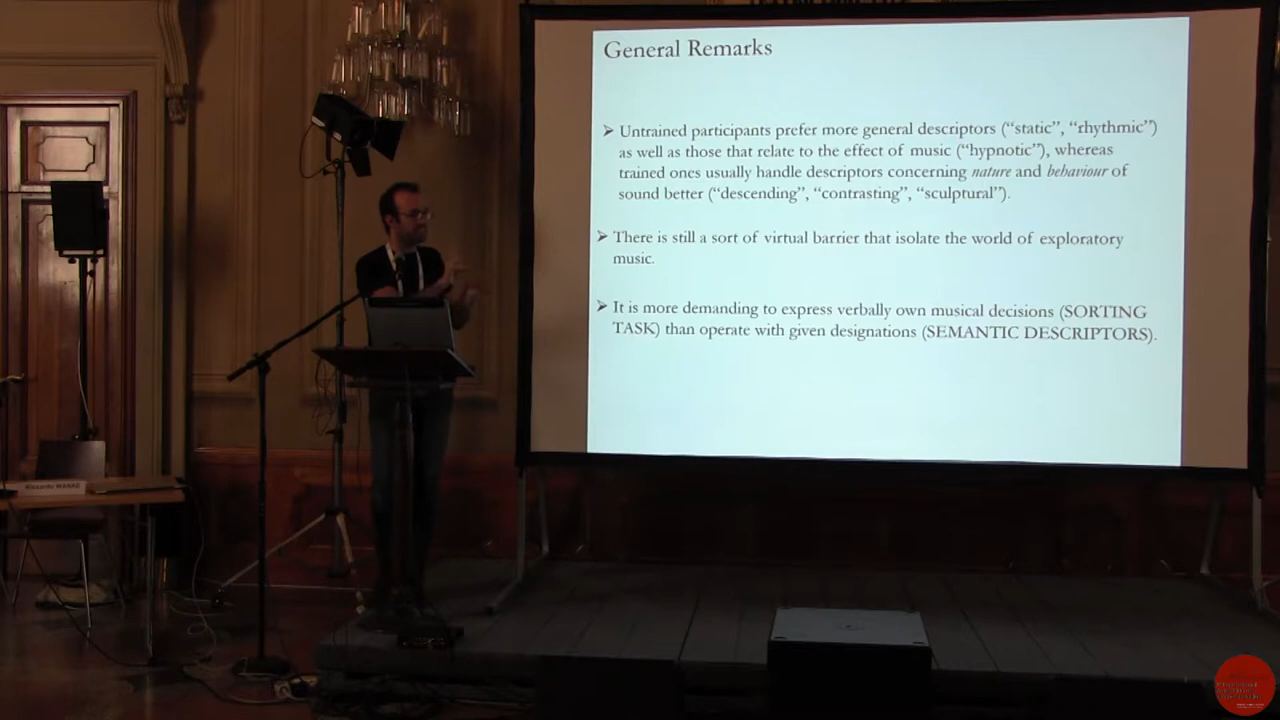 General Remarks
➤ Untrained participants prefer more general descriptors (“static”, “rhythmic”)
as well as those that relate to the effect of music (“hypnotic”), whereas
trained ones usually handle descriptors concerning nature and behaviour of
sound better (“descending”, “contrasting”, “sculptural”).
➤ There is still a sort of virtual barrier that isolate the world of exploratory
music.
➤ It is more demanding to express verbally own musical decisions (SORTING
TASK) than operate with given designations (SEMANTIC DESCRIPTORS).